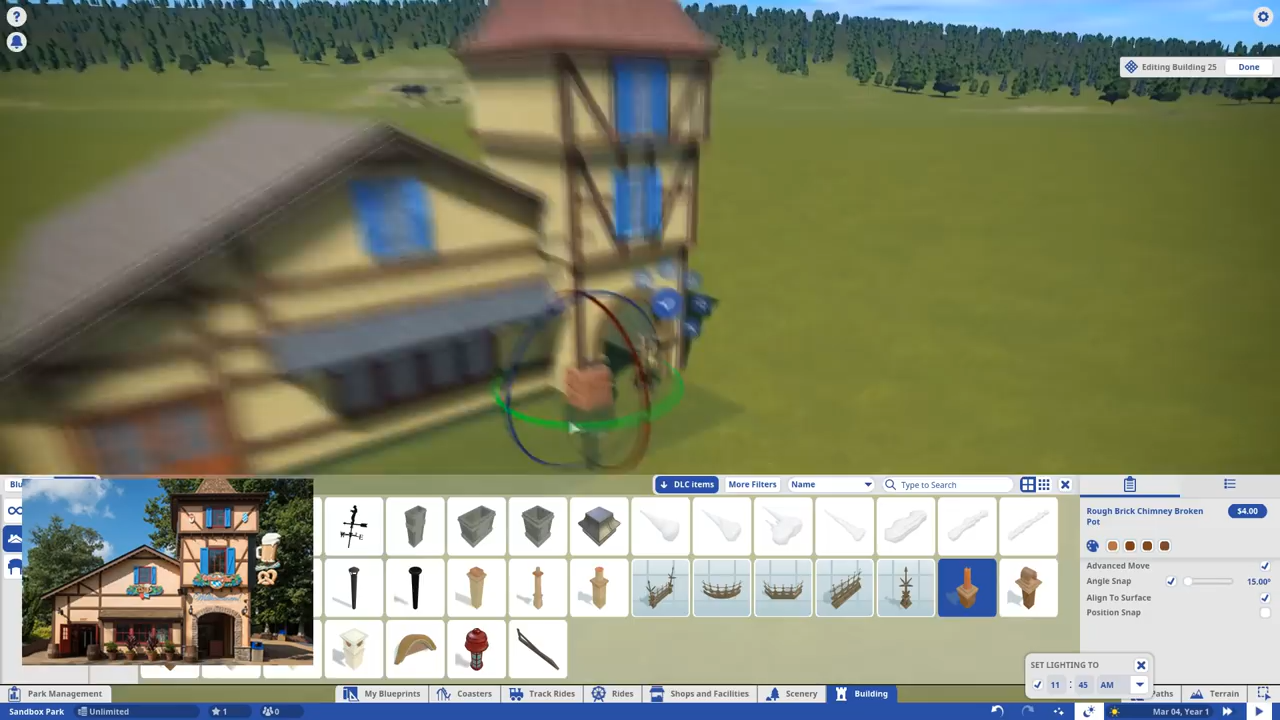 ?
Editing Building 25
Done
Blu
DLC items
More Filters
Name
Type to Search
Rough Brick Chimney Broken
Pot
$4.00
Advanced Move
Angle Snap
15.00°
Align To Surface
Position Snap
SET LIGHTING TO
11 : 45 AM
Park Management
My Blueprints
Coasters
Track Rides
Rides
Shops and Facilities
Scenery
Building
Paths
Terrain
Sandbox Park
Unlimited
1
0
Mar 04, Year 1